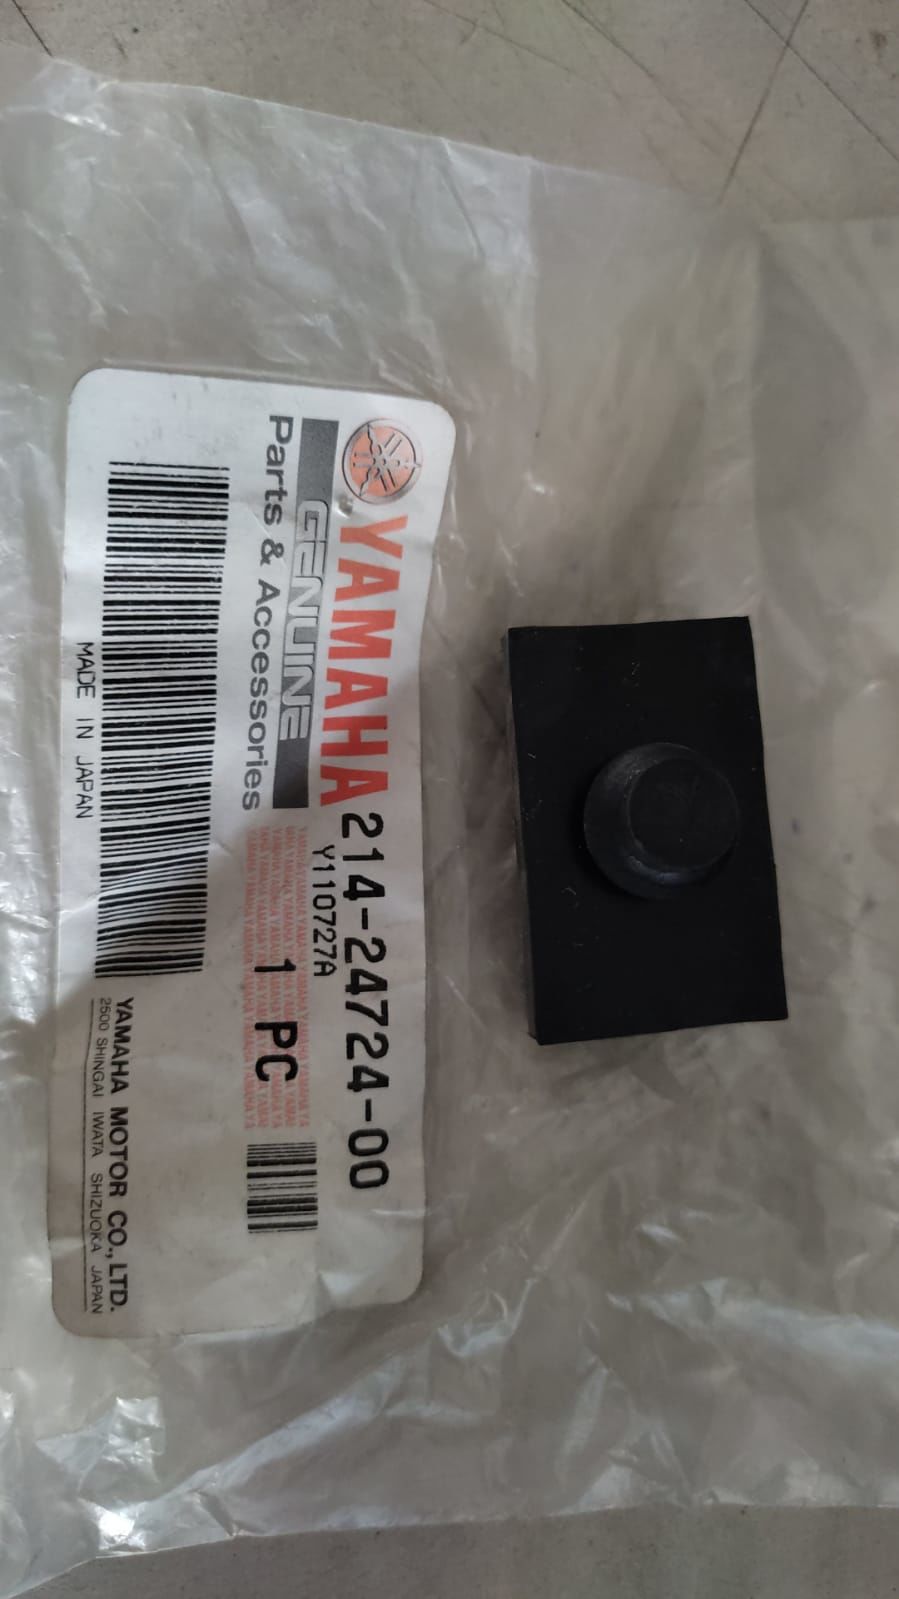 YAMAHA
GENUINE
Parts & Accessories
MADE IN JAPAN
214-24724-00
Y110727A
1 PC
YAMAHA MOTOR CO., LTD.
2500 SHINGAI IWATA SHIZUOKA JAPAN